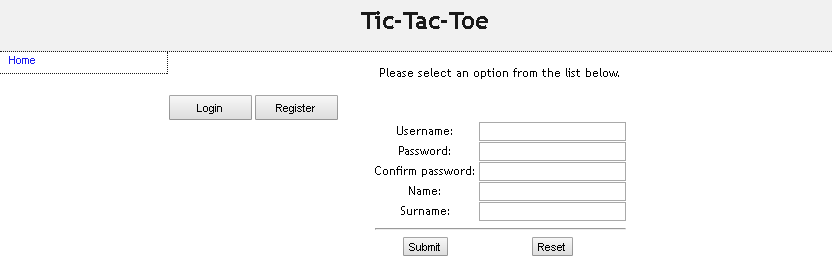 Tic-Tac-Toe
Home
Please select an option from the list below.
Login Register
Username:
Password:
Confirm password:
Name:
Surname:
Submit Reset